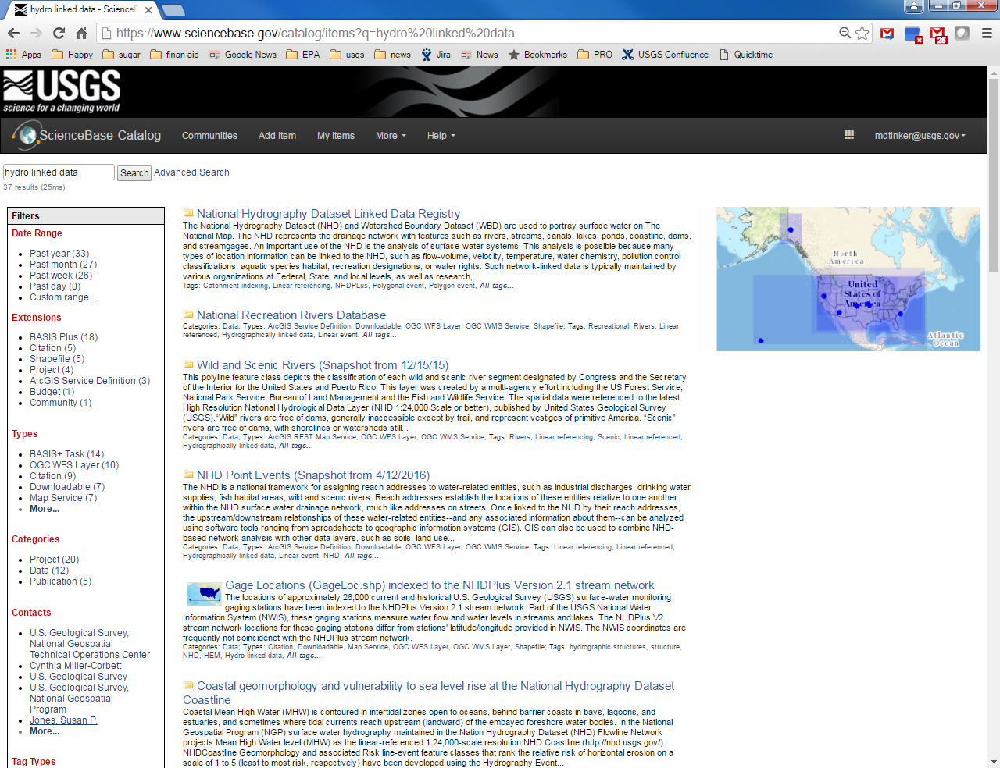 hydro linked data - ScienceB
https://www.sciencebase.gov/catalog/items?q=hydro%20linked%20data
25
Apps Happy sugar finan aid Google News EPA usgs news Jira News Bookmarks PRO USGS Confluence Quicktime
USGS
science for a changing world
ScienceBase-Catalog Communities Add Item My Items More Help mdtinker@usgs.gov
hydro linked data Search Advanced Search
37 results (25ms)
Filters
Date Range
Past year (33)
Past month (27)
Past week (26)
Past day (0)
Custom range...
Extensions
BASIS Plus (18)
Citation (5)
Shapefile (5)
Project (4)
ArcGIS Service Definition (3)
Budget (1)
Community (1)
Types
BASIS+ Task (14)
OGC WFS Layer (10)
Citation (9)
Downloadable (7)
Map Service (7)
More...
Categories
Project (20)
Data (12)
Publication (5)
Contacts
U.S. Geological Survey,
National Geospatial
Technical Operations Center
Cynthia Miller-Corbett
U.S. Geological Survey
U.S. Geological Survey,
National Geospatial
Program
Jones, Susan P.
More...
Tag Types
National Hydrography Dataset Linked Data Registry
The National Hydrography Dataset (NHD) and Watershed Boundary Dataset (WBD) are used to portray surface water on The
National Map. The NHD represents the drainage network with features such as rivers, streams, canals, lakes, ponds, coastline, dams,
and streamgages. An important use of the NHD is the analysis of surface-water systems. This analysis is possible because many
types of location information can be linked to the NHD, such as flow-volume, velocity, temperature, water chemistry, pollution control
classifications, aquatic species habitat, recreation designations, or water rights. Such network-linked data is typically maintained by
various organizations at Federal, State, and local levels, as well as research,...
Tags: Catchment indexing, Linear referencing, NHDPLus, Polygonal event, Polygon event, All tags...
National Recreation Rivers Database
Categories: Data; Types: ArcGIS Service Definition, Downloadable, OGC WFS Layer, OGC WMS Service, Shapefile; Tags: Recreational, Rivers, Linear
referenced, Hydrographically linked data, Linear event, All tags...
Wild and Scenic Rivers (Snapshot from 12/15/15)
This polyline feature class depicts the classification of each wild and scenic river segment designated by Congress and the Secretary
of the Interior for the United States and Puerto Rico. This layer was created by a multi-agency effort including the US Forest Service,
National Park Service, Bureau of Land Management and the Fish and Wildlife Service. The spatial data were referenced to the latest
High Resolution National Hydrological Data Layer (NHD 1:24,000 Scale or better), published by United States Geological Survey
(USGS).“Wild” rivers are free of dams, generally inaccessible except by trail, and represent vestiges of primitive America. “Scenic”
rivers are free of dams, with shorelines or watersheds still...
Categories: Data; Types: ArcGIS REST Map Service, OGC WFS Layer, OGC WMS Service; Tags: Rivers, Linear referencing, Scenic, Linear referenced,
Hydrographically linked data, All tags...
NHD Point Events (Snapshot from 4/12/2016)
The NHD is a national framework for assigning reach addresses to water-related entities, such as industrial discharges, drinking water
supplies, fish habitat areas, wild and scenic rivers. Reach addresses establish the locations of these entities relative to one another
within the NHD surface water drainage network, much like addresses on streets. Once linked to the NHD by their reach addresses,
the upstream/downstream relationships of these water-related entities--and any associated information about them--can be analyzed
using software tools ranging from spreadsheets to geographic information systems (GIS). GIS can also be used to combine NHD-
based network analysis with other data layers, such as soils, land use...
Categories: Data; Types: ArcGIS Service Definition, Downloadable, OGC WFS Layer, OGC WMS Service; Tags: Linear referencing, Linear referenced,
Hydrographically linked data, Linear event, NHD, All tags...
Gage Locations (GageLoc.shp) indexed to the NHDPlus Version 2.1 stream network
The locations of approximately 26,000 current and historical U.S. Geological Survey (USGS) surface-water monitoring
gaging stations have been indexed to the NHDPlus Version 2.1 stream network. Part of the USGS National Water
Information System (NWIS), these gaging stations measure water flow and water levels in streams and lakes. The NHDPlus V2
stream network locations for these gaging stations differ from stations' latitude/longitude provided in NWIS. The NWIS coordinates are
frequently not coincidenet with the NHDPlus stream network.
Categories: Data; Types: Citation, Downloadable, Map Service, OGC WFS Layer, OGC WMS Layer, Shapefile; Tags: hydrographic structures, structure,
NHD, HEM, Hydro linked data, All tags...
Coastal geomorphology and vulnerability to sea level rise at the National Hydrography Dataset
Coastline
Coastal Mean High Water (MHW) is contoured in intertidal zones open to oceans, behind barrier coasts in bays, lagoons, and
estuaries, and sometimes where tidal currents reach upstream (landward) of the embayed foreshore water bodies. In the National
Geospatial Program (NGP) surface water hydrography maintained in the Nation Hydrography Dataset (NHD) Flowline Network
projects Mean High Water level (MHW) as the linear-referenced 1:24,000-scale resolution NHD Coastline (http://nhd.usgs.gov/).
NHDCoastline Geomorphology and associated Risk line-event feature classes that rank the relative risk of horizontal erosion on a
scale of 1 to 5 (least to most risk, respectively) have been developed using the Hydrography Event...
North
America
United
States of
America
Atlantic
Ocean